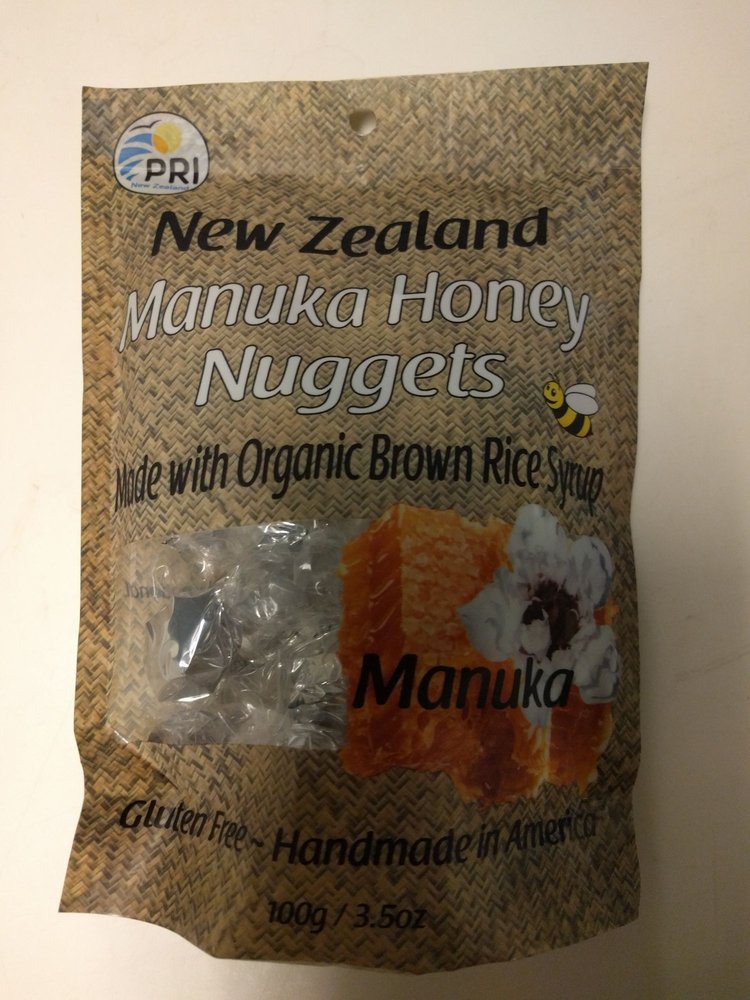 PRI
New Zealand
New Zealand
Manuka Honey
Nuggets
Made with Organic Brown Rice Syrup
Manuka
Gluten Free ~ Handmade in America
100g / 3.5oz